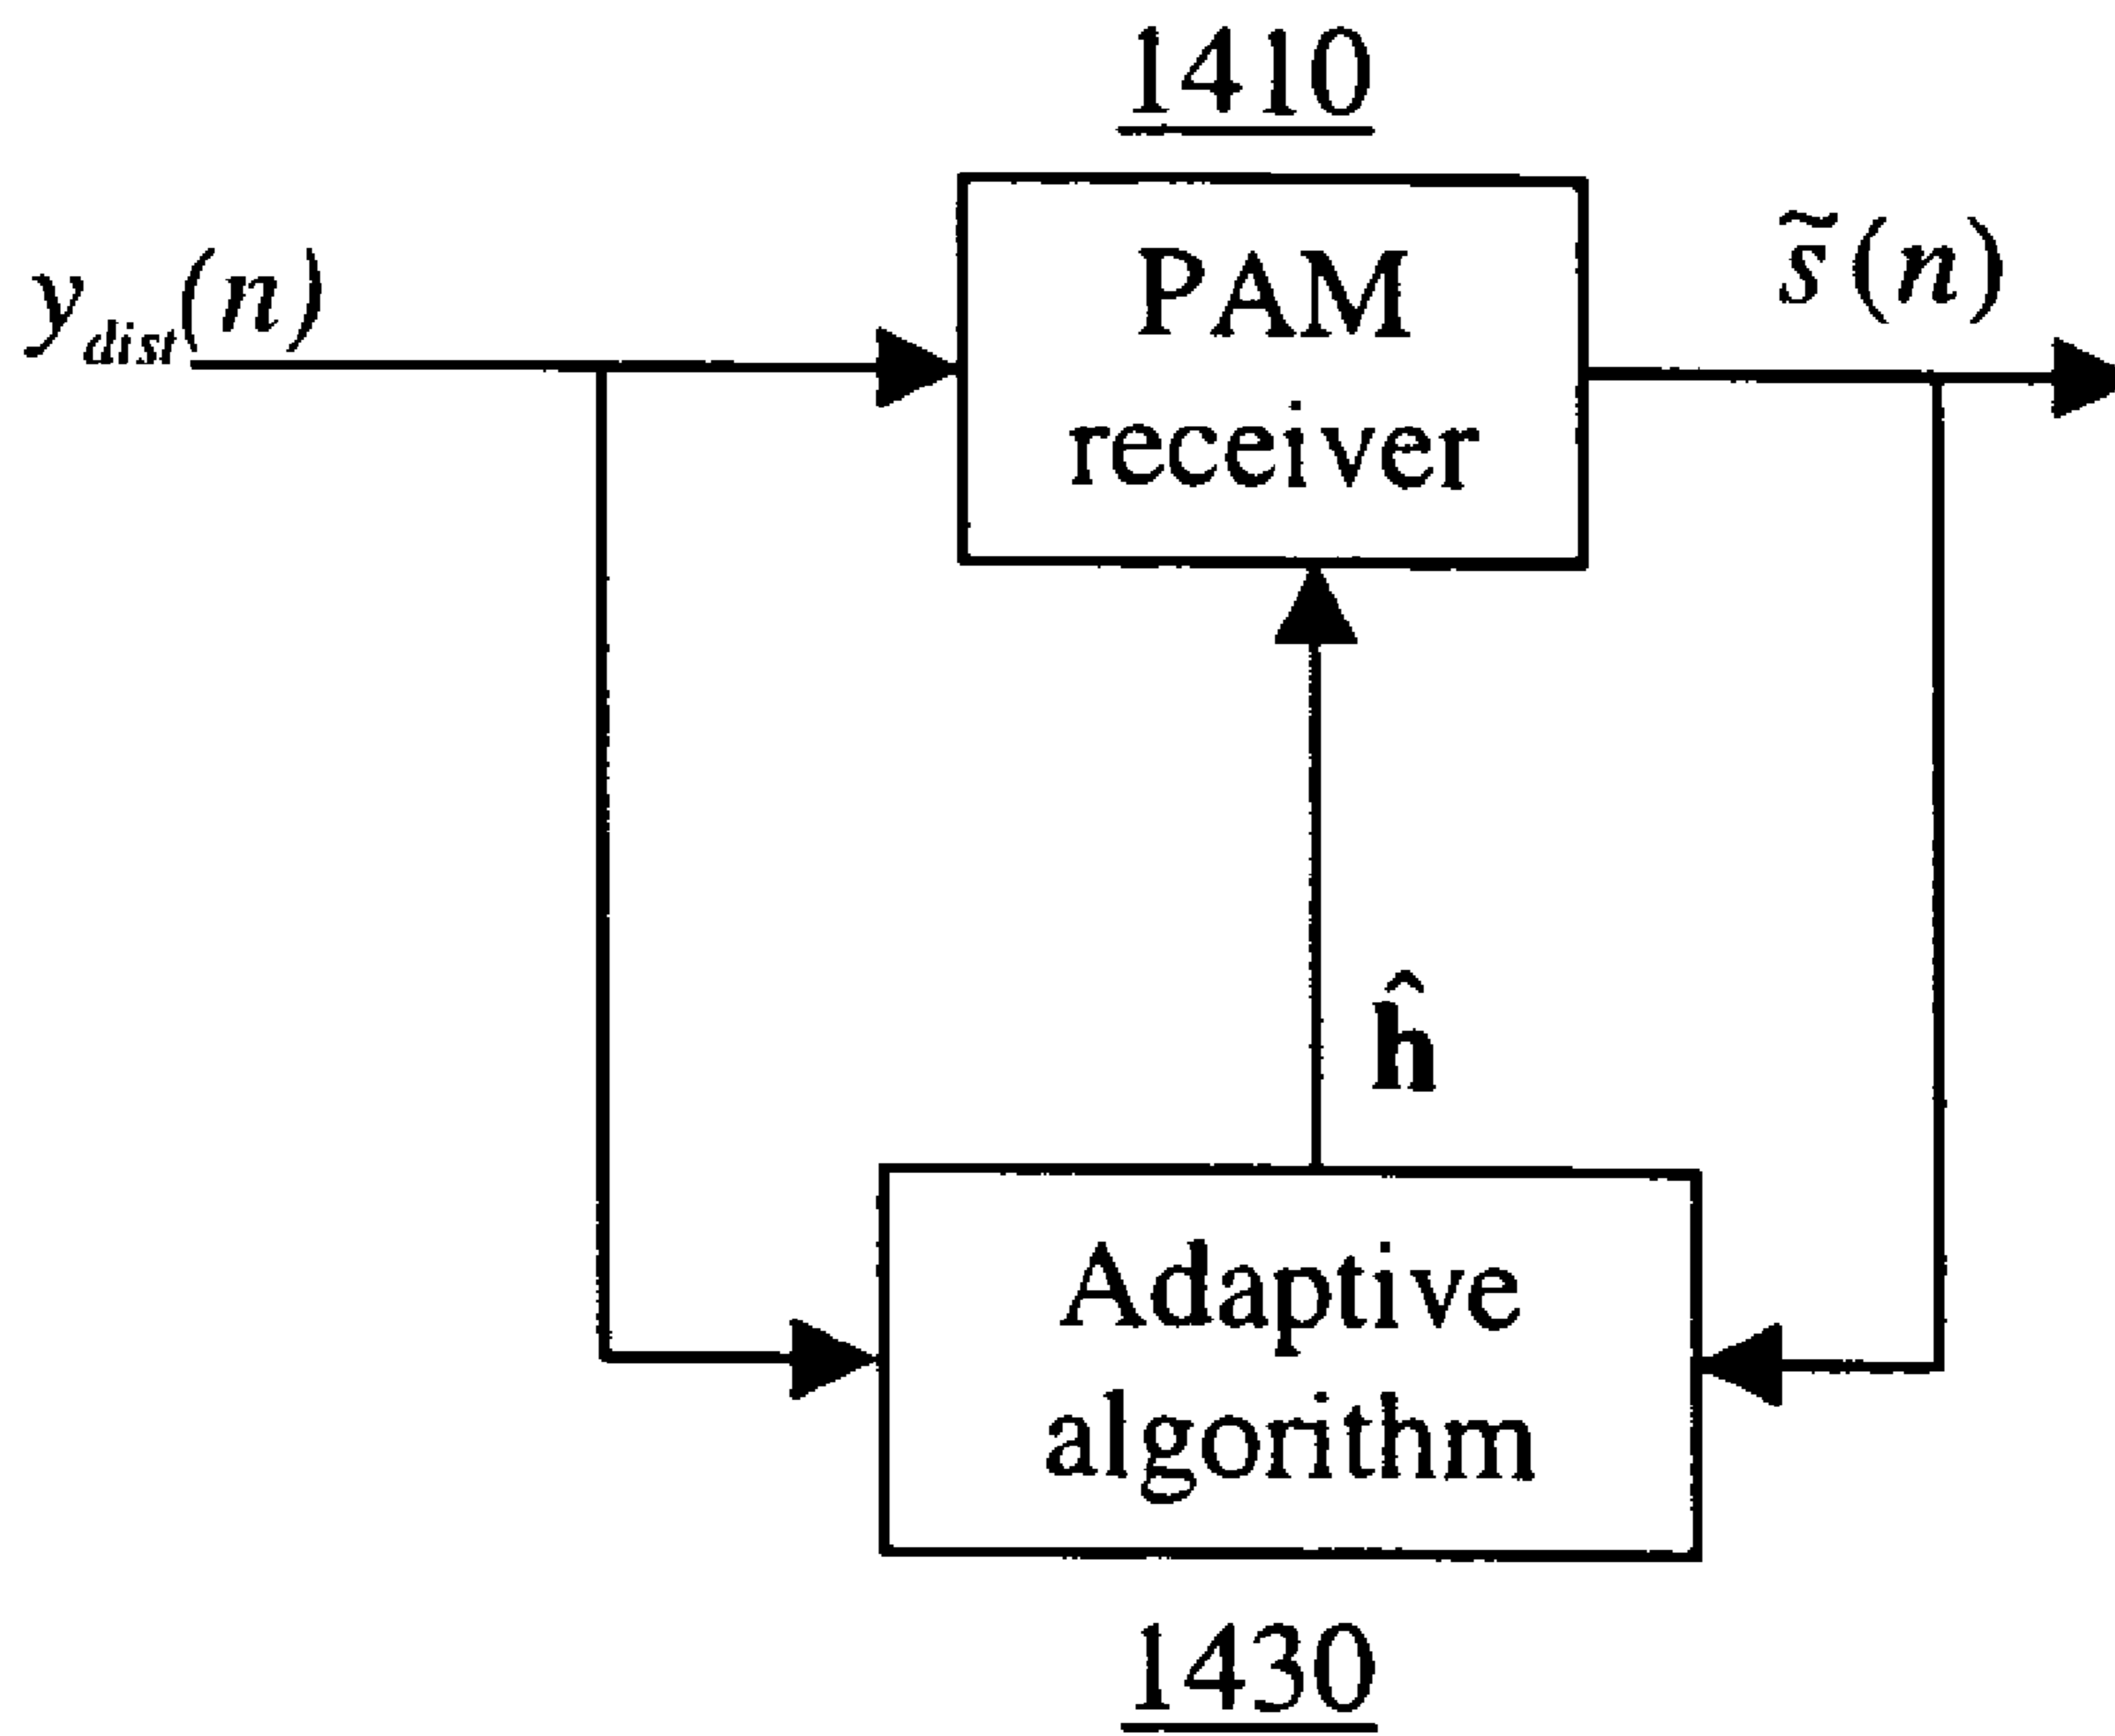 1410
y_dist(n)
PAM
receiver
s̃(n)
ĥ
Adaptive
algorithm
1430